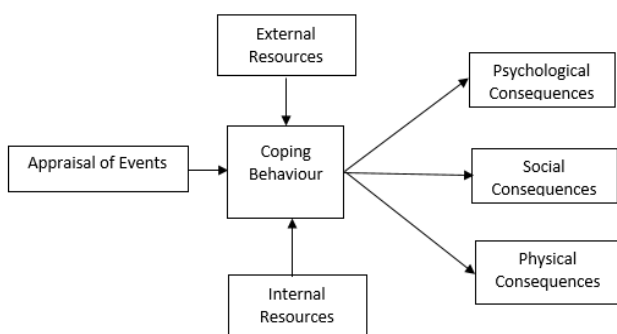 External
Resources
Psychological
Consequences
Appraisal of Events
Coping
Behaviour
Social
Consequences
Physical
Consequences
Internal
Resources